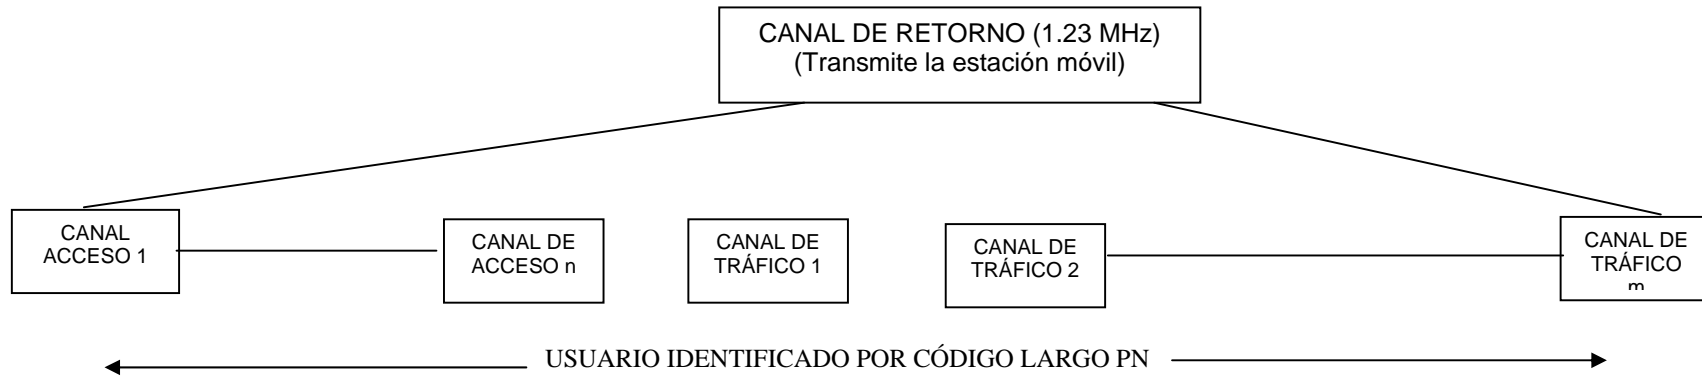 CANAL DE RETORNO (1.23 MHz)
(Transmite la estación móvil)
CANAL
ACCESO 1
CANAL DE
ACCESO n
CANAL DE
TRÁFICO 1
CANAL DE
TRÁFICO 2
CANAL DE
TRÁFICO
m
USUARIO IDENTIFICADO POR CÓDIGO LARGO PN